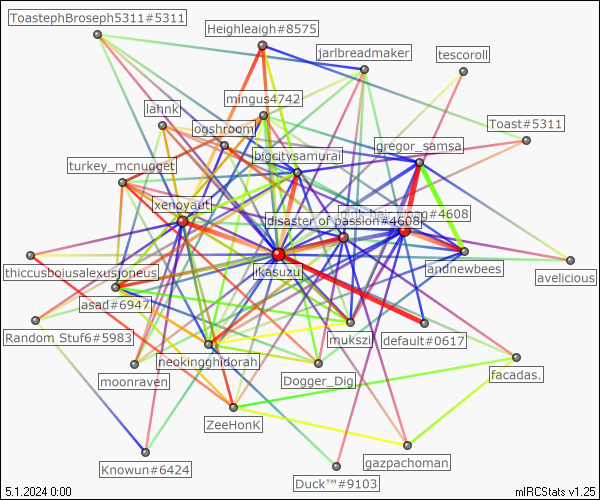 ToastephBroseph5311#5311
Heighleaigh#8575
jarlbreadmaker
tescoroll
lahnk
mingus4742
Toast#5311
ogshroom
gregor_samsa
bigcitysamurai
turkey_mcnugget
xenoyaut
disaster of passion#4608
#4608
ikasuzu
andnewbees
avelicious
thiccusboiusalexusjoneus
asad#6947
Random Stuf6#5983
neokingghidorah
mukszi
default#0617
moonraven
Dogger_Dig
facadas.
ZeeHonK
Knowun#6424
gazpachoman
Duck™#9103
5.1.2024 0:00
mIRCStats v1.25